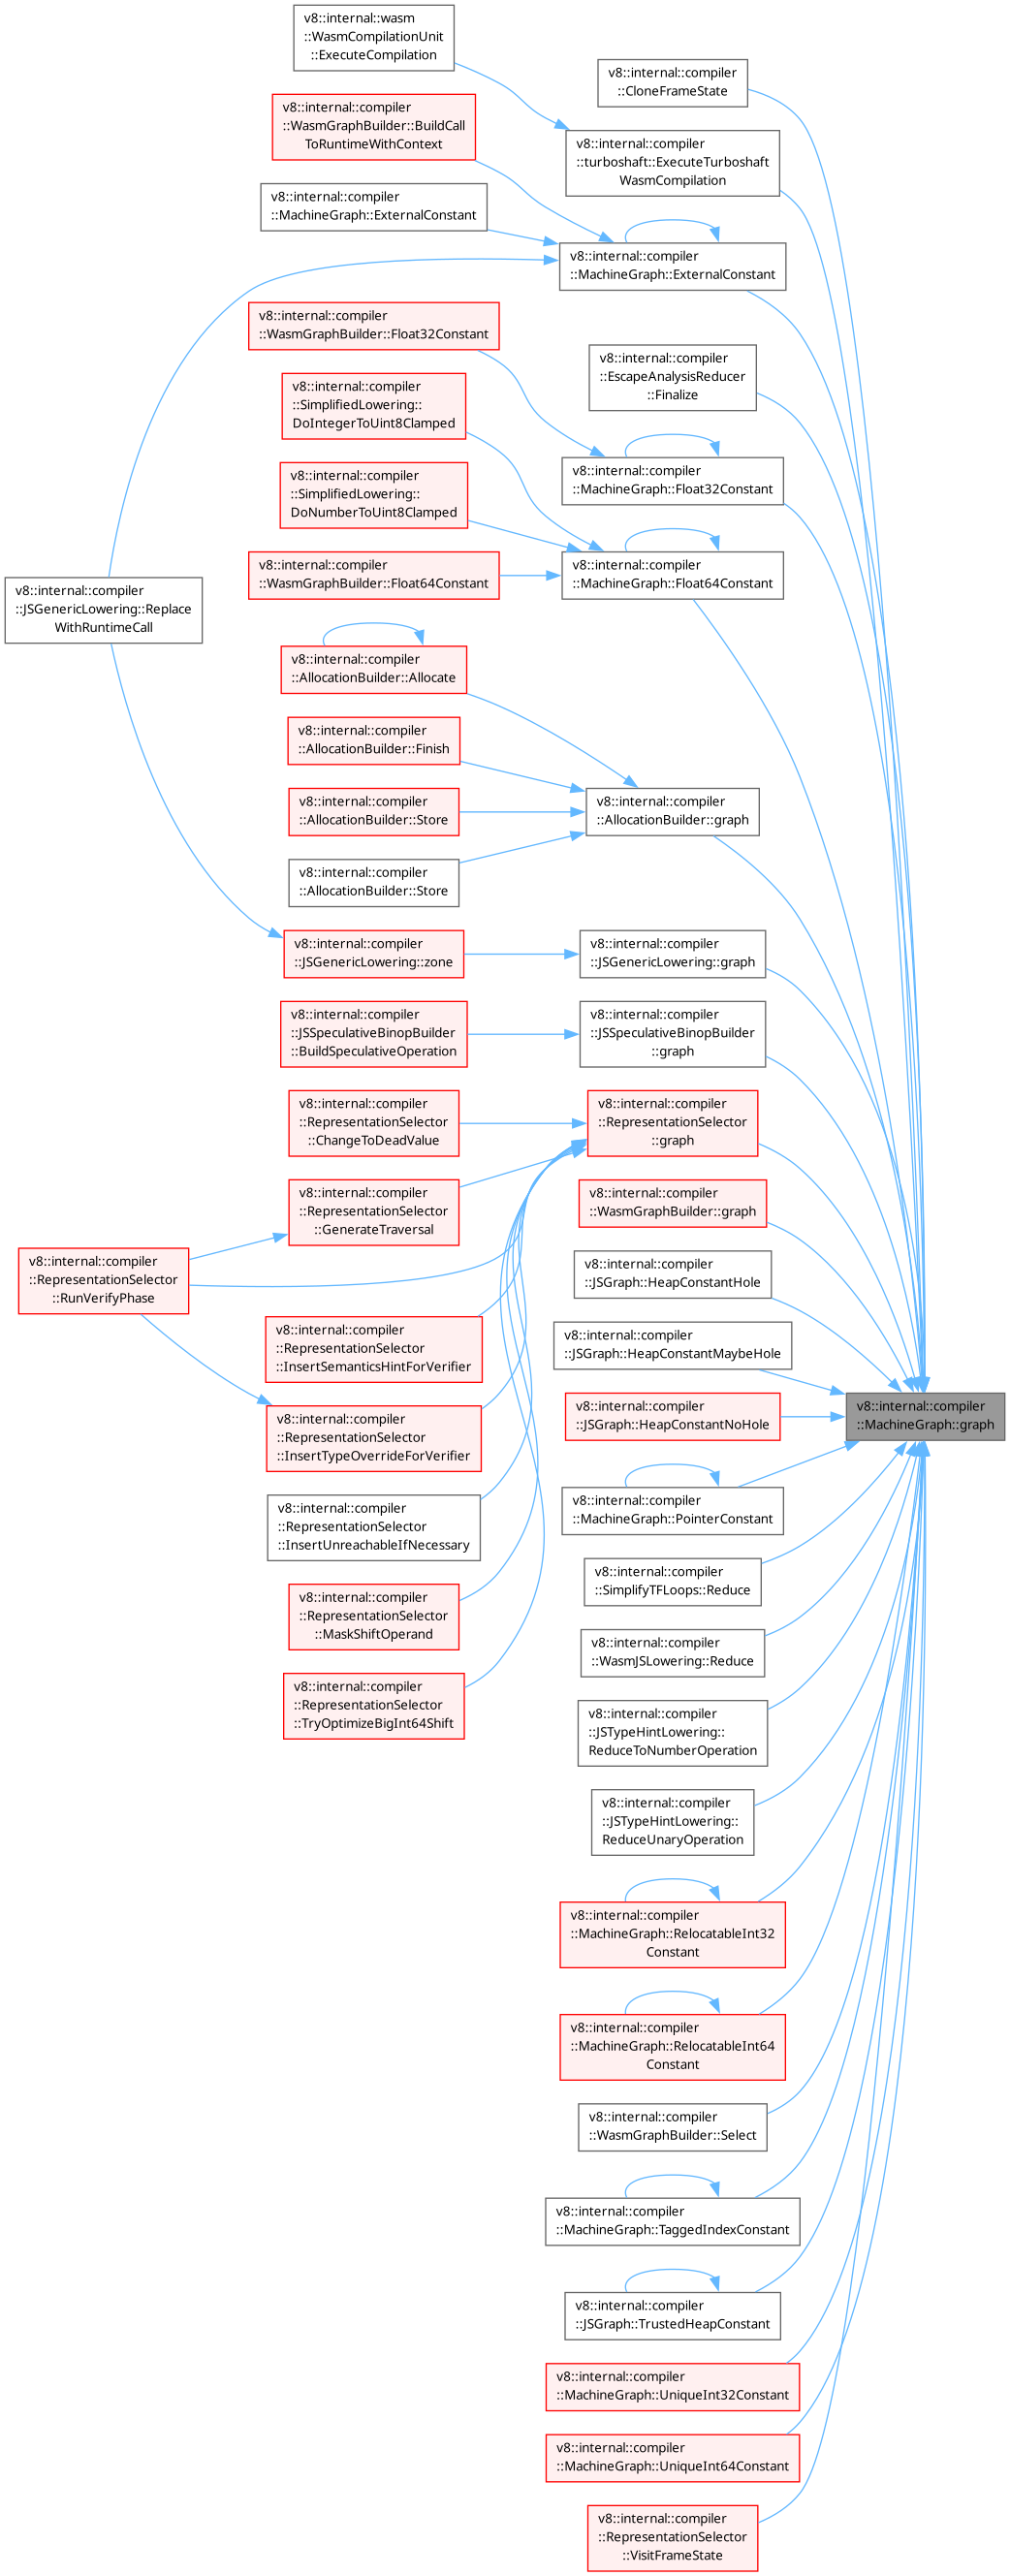 v8::internal::wasm
::WasmCompilationUnit
::ExecuteCompilation
v8::internal::compiler
::CloneFrameState
v8::internal::compiler
::WasmGraphBuilder::BuildCall
ToRuntimeWithContext
v8::internal::compiler
::turboshaft::ExecuteTurboshaft
WasmCompilation
v8::internal::compiler
::MachineGraph::ExternalConstant
v8::internal::compiler
::MachineGraph::ExternalConstant
v8::internal::compiler
::WasmGraphBuilder::Float32Constant
v8::internal::compiler
::EscapeAnalysisReducer
::Finalize
v8::internal::compiler
::SimplifiedLowering::
DoIntegerToUint8Clamped
v8::internal::compiler
::MachineGraph::Float32Constant
v8::internal::compiler
::SimplifiedLowering::
DoNumberToUint8Clamped
v8::internal::compiler
::WasmGraphBuilder::Float64Constant
v8::internal::compiler
::MachineGraph::Float64Constant
v8::internal::compiler
::JSGenericLowering::Replace
WithRuntimeCall
v8::internal::compiler
::AllocationBuilder::Allocate
v8::internal::compiler
::AllocationBuilder::Finish
v8::internal::compiler
::AllocationBuilder::Store
v8::internal::compiler
::AllocationBuilder::graph
v8::internal::compiler
::AllocationBuilder::Store
v8::internal::compiler
::JSGenericLowering::zone
v8::internal::compiler
::JSGenericLowering::graph
v8::internal::compiler
::JSSpeculativeBinopBuilder
::BuildSpeculativeOperation
v8::internal::compiler
::JSSpeculativeBinopBuilder
::graph
v8::internal::compiler
::RepresentationSelector
::ChangeToDeadValue
v8::internal::compiler
::RepresentationSelector
::graph
v8::internal::compiler
::RepresentationSelector
::GenerateTraversal
v8::internal::compiler
::WasmGraphBuilder::graph
v8::internal::compiler
::RepresentationSelector
::RunVerifyPhase
v8::internal::compiler
::JSGraph::HeapConstantHole
v8::internal::compiler
::RepresentationSelector
::InsertSemanticsHintForVerifier
v8::internal::compiler
::JSGraph::HeapConstantMaybeHole
v8::internal::compiler
::RepresentationSelector
::InsertTypeOverrideForVerifier
v8::internal::compiler
::JSGraph::HeapConstantNoHole
v8::internal::compiler
::MachineGraph::graph
v8::internal::compiler
::RepresentationSelector
::InsertUnreachableIfNecessary
v8::internal::compiler
::MachineGraph::PointerConstant
v8::internal::compiler
::RepresentationSelector
::MaskShiftOperand
v8::internal::compiler
::SimplifyTFLoops::Reduce
v8::internal::compiler
::RepresentationSelector
::TryOptimizeBigInt64Shift
v8::internal::compiler
::WasmJSLowering::Reduce
v8::internal::compiler
::JSTypeHintLowering::
ReduceToNumberOperation
v8::internal::compiler
::JSTypeHintLowering::
ReduceUnaryOperation
v8::internal::compiler
::MachineGraph::RelocatableInt32
Constant
v8::internal::compiler
::MachineGraph::RelocatableInt64
Constant
v8::internal::compiler
::WasmGraphBuilder::Select
v8::internal::compiler
::MachineGraph::TaggedIndexConstant
v8::internal::compiler
::JSGraph::TrustedHeapConstant
v8::internal::compiler
::MachineGraph::UniqueInt32Constant
v8::internal::compiler
::MachineGraph::UniqueInt64Constant
v8::internal::compiler
::RepresentationSelector
::VisitFrameState